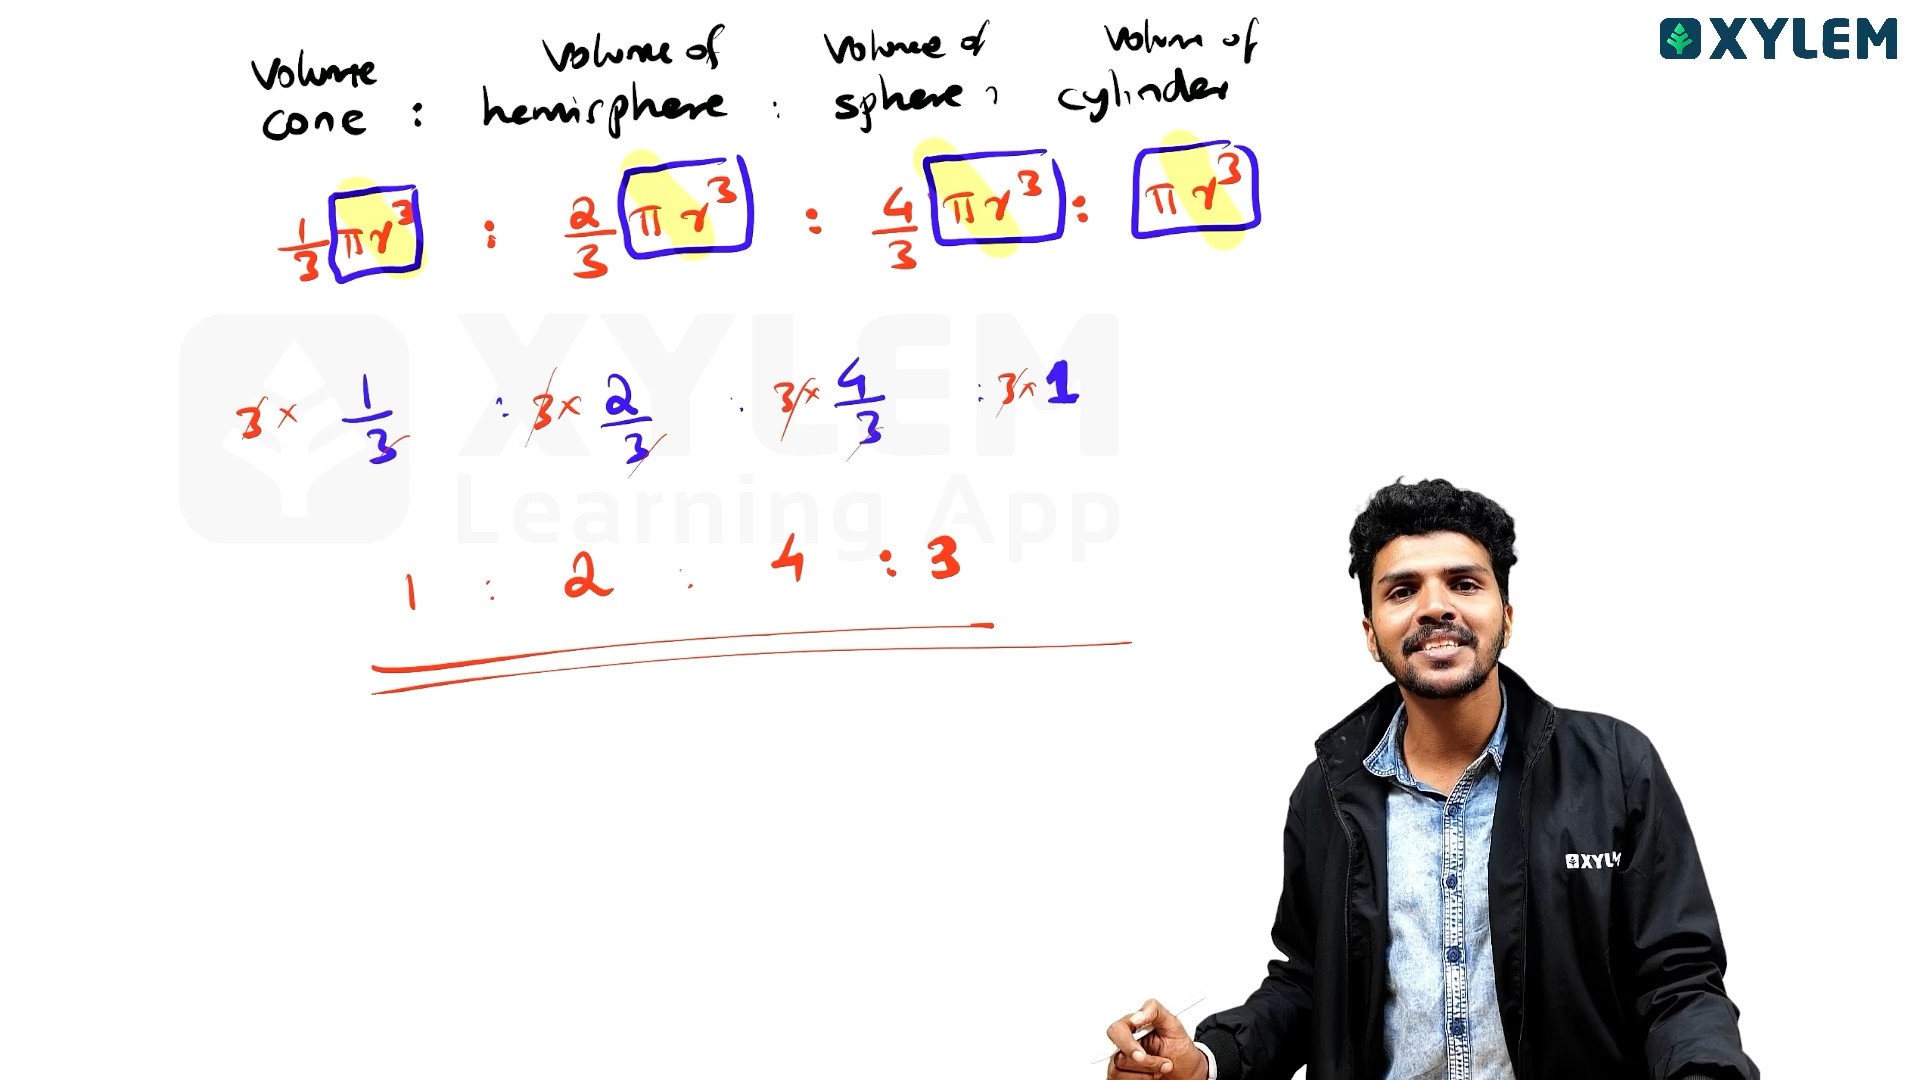 XYLEM
Volume Volume of Volume of Volum of
cone : hemisphere : sphere : cylinder
1/3 πr³ : 2/3 πr³ : 4/3 πr³ : πr³
XYLEM
Learning App
3 × 1/3 : 3 × 2/3 : 3 × 4/3 : 3 × 1
1 : 2 : 4 : 3
XYLEM